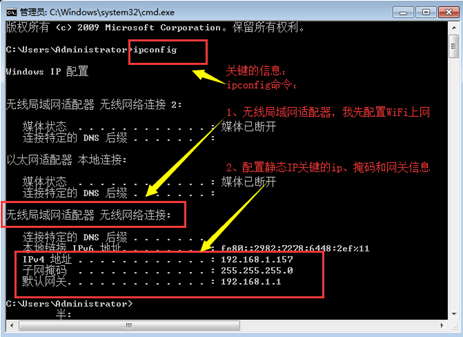 管理员: C:\Windows\system32\cmd.exe
版权所有 (c) 2009 Microsoft Corporation。保留所有权利。
C:\Users\Administrator>ipconfig
Windows IP 配置
关键的信息:
ipconfig命令:
无线局域网适配器 无线网络连接 2:
1、无线局域网适配器，我先配置WiFi上网
媒体状态 . . . . . . . . . . . . : 媒体已断开
连接特定的 DNS 后缀 . . . . . . . :
以太网适配器 本地连接:
2、配置静态IP关键的ip、掩码和网关信息
媒体状态 . . . . . . . . . . . . : 媒体已断开
连接特定的 DNS 后缀 . . . . . . . :
无线局域网适配器 无线网络连接:
连接特定的 DNS 后缀 . . . . . . . :
本地链接 IPv6 地址. . . . . . . . : fe80::2982:7278:6448:2ef%11
IPv4 地址 . . . . . . . . . . . . : 192.168.1.157
子网掩码 . . . . . . . . . . . . : 255.255.255.0
默认网关. . . . . . . . . . . . . : 192.168.1.1
C:\Users\Administrator>
半: